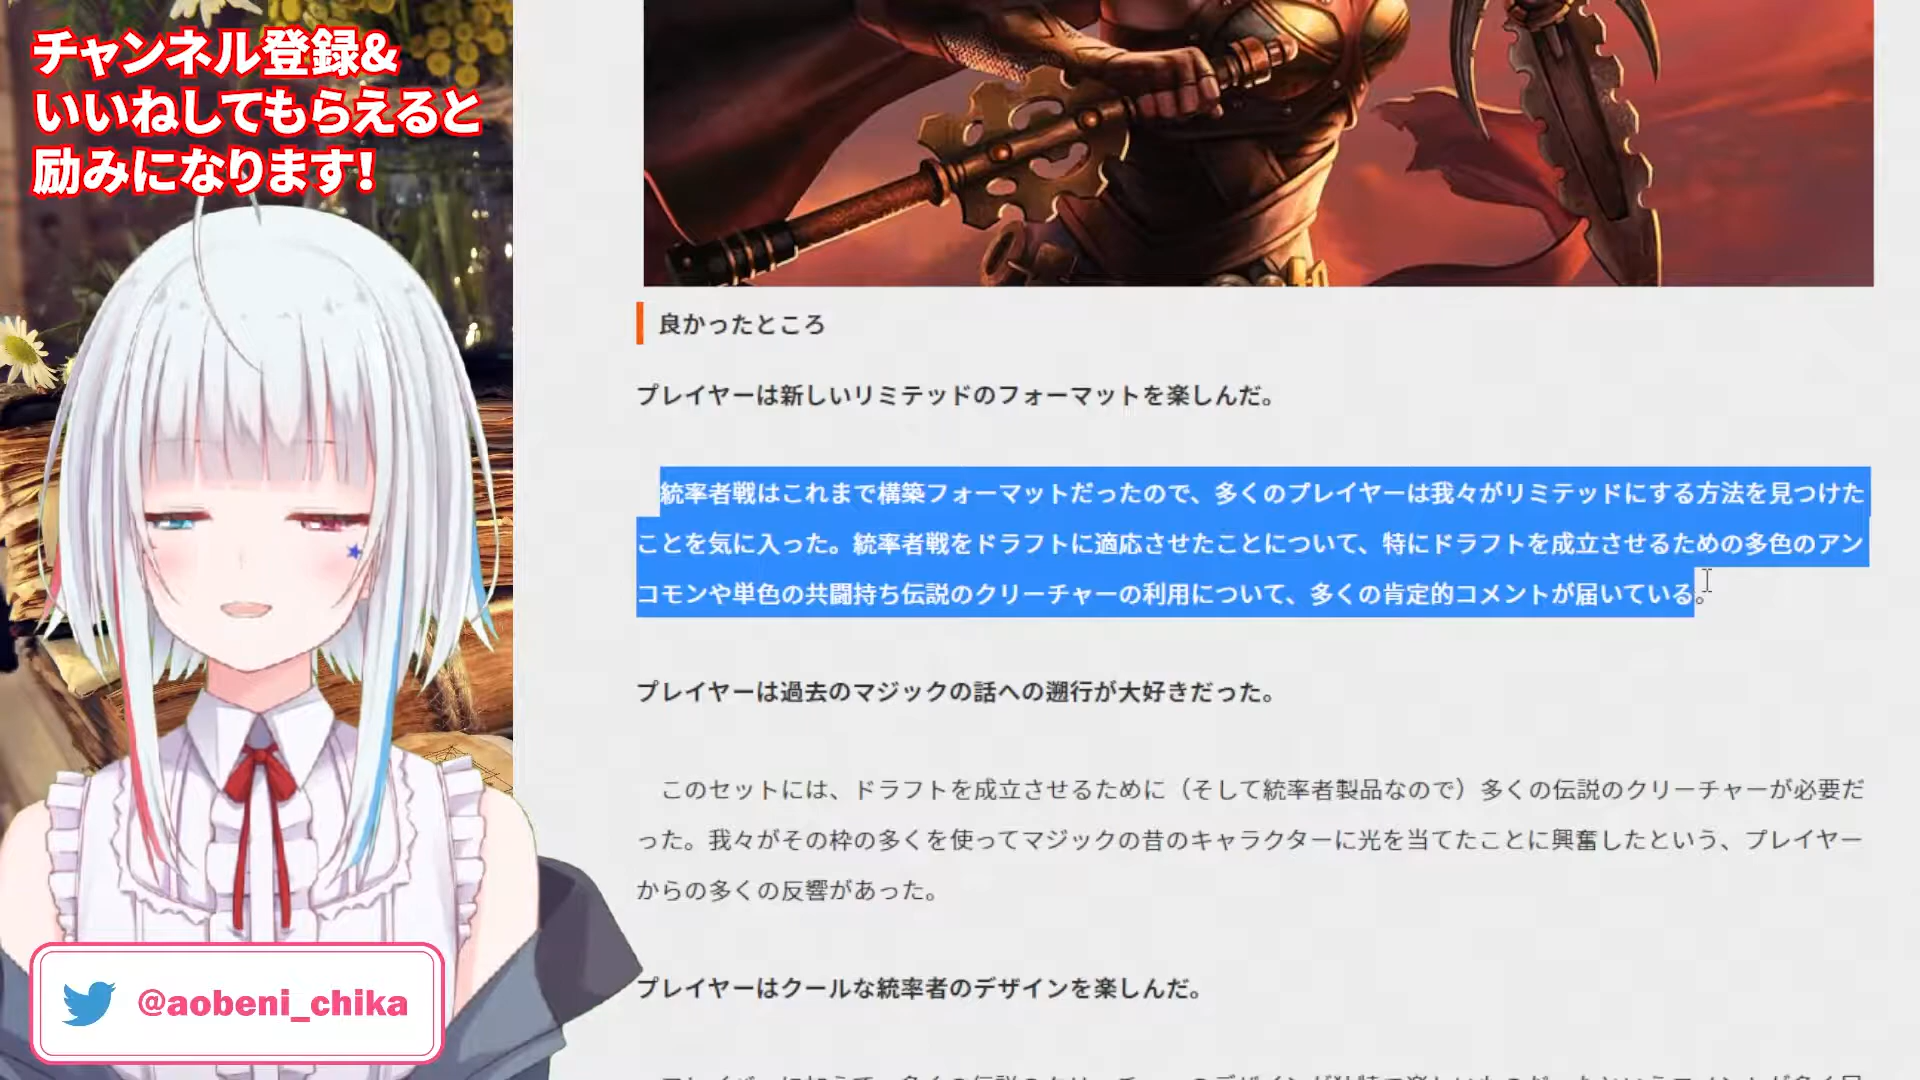 チャンネル登録&
いいねしてもらえると
励みになります!
良かったところ
プレイヤーは新しいリミテッドのフォーマットを楽しんだ。
統率者戦はこれまで構築フォーマットだったので、多くのプレイヤーは我々がリミテッドにする方法を見つけた
ことを気に入った。統率者戦をドラフトに適応させたことについて、特にドラフトを成立させるための多色のアン
コモンや単色の共闘持ち伝説のクリーチャーの利用について、多くの肯定的コメントが届いている。
プレイヤーは過去のマジックの話への遡行が大好きだった。
このセットには、ドラフトを成立させるために（そして統率者製品なので）多くの伝説のクリーチャーが必要だ
った。我々がその枠の多くを使ってマジックの昔のキャラクターに光を当てたことに興奮したという、プレイヤー
からの多くの反響があった。
プレイヤーはクールな統率者のデザインを楽しんだ。
@aobeni_chika